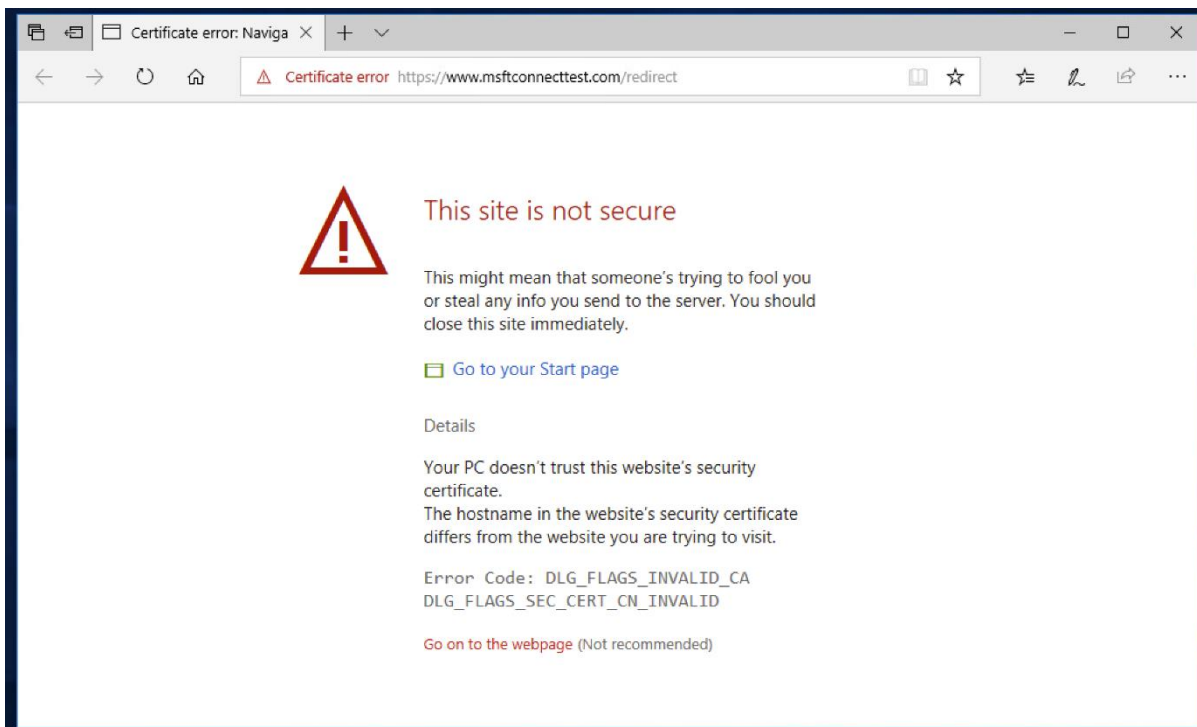 Certificate error: Naviga
Certificate error https://www.msftconnecttest.com/redirect
This site is not secure
This might mean that someone's trying to fool you
or steal any info you send to the server. You should
close this site immediately.
Go to your Start page
Details
Your PC doesn't trust this website's security
certificate.
The hostname in the website's security certificate
differs from the website you are trying to visit.
Error Code: DLG_FLAGS_INVALID_CA
DLG_FLAGS_SEC_CERT_CN_INVALID
Go on to the webpage (Not recommended)